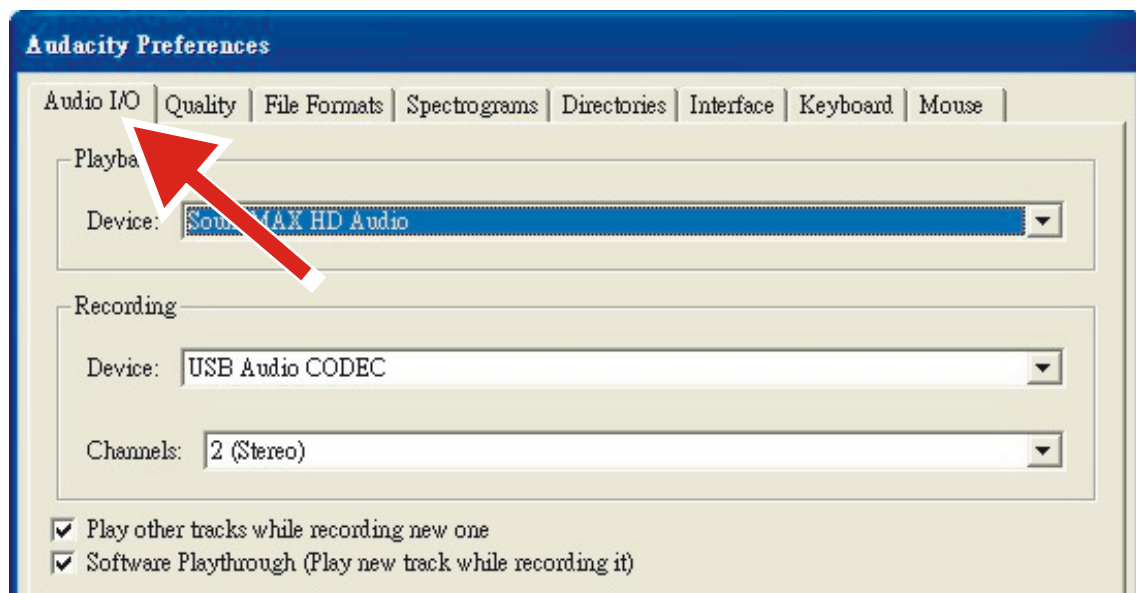 Audacity Preferences
Audio I/O Quality File Formats Spectrograms Directories Interface Keyboard Mouse
Device: MAX HD Audio
Recording
Device: USB Audio CODEC
Channels: 2 (Stereo)
Play other tracks while recording new one
Software Playthrough (Play new track while recording it)